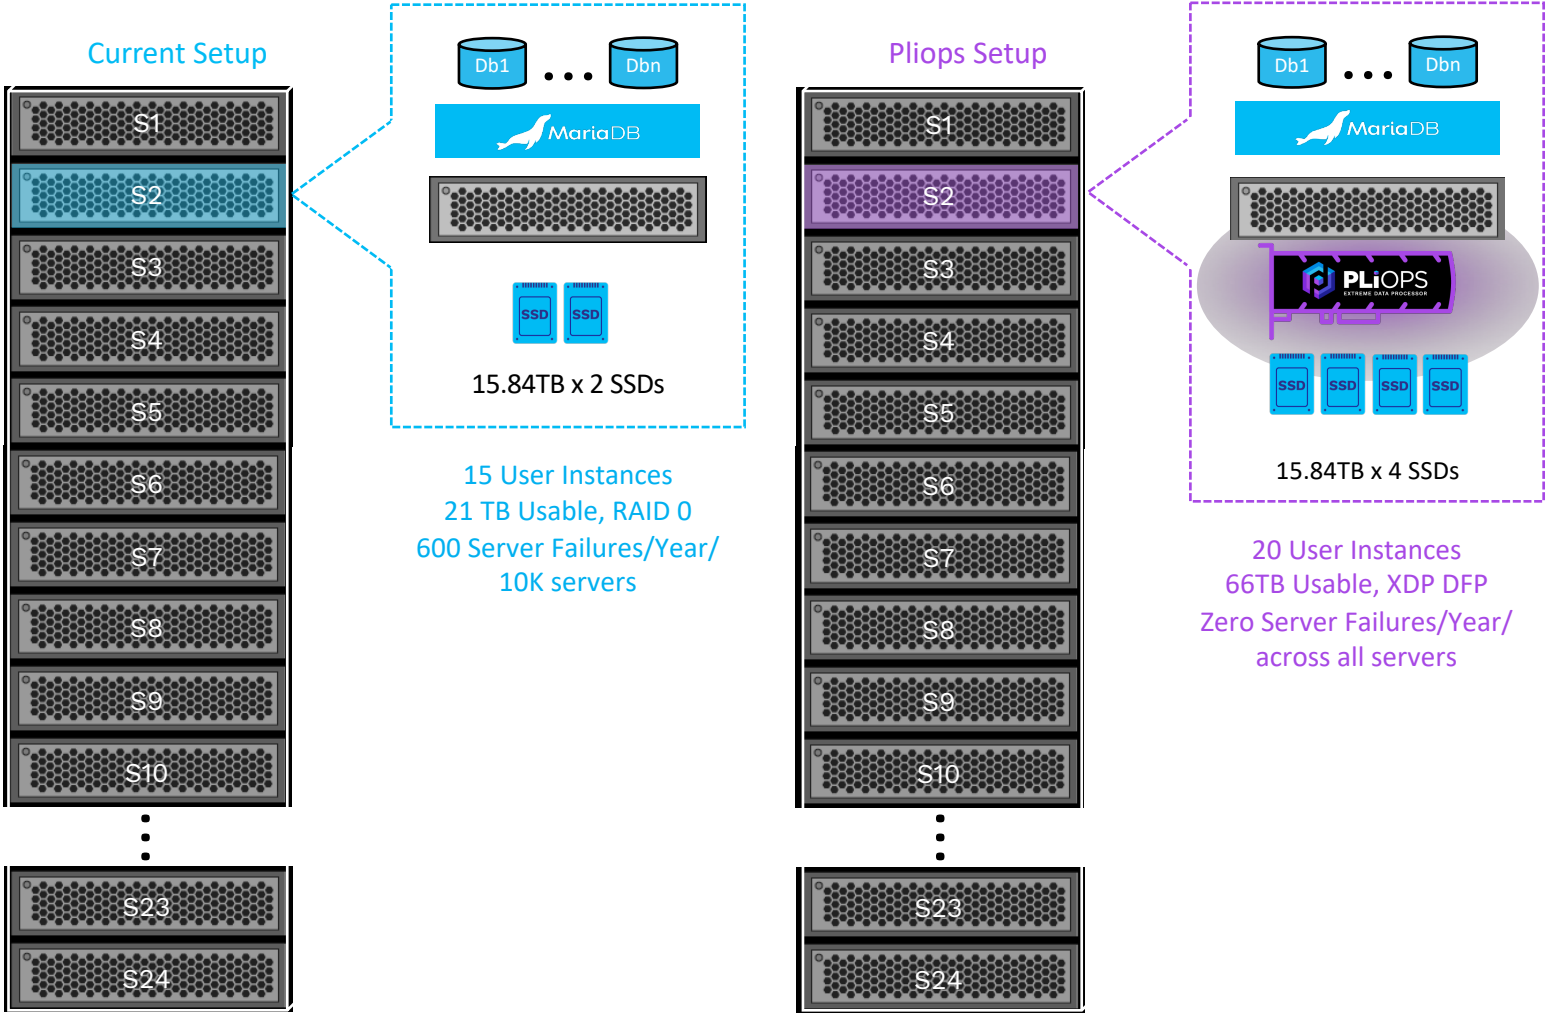 Current Setup
S1
S2
S3
S4
S5
S6
S7
S8
S9
S10
S23
S24
Db1
Dbn
MariaDB
SSD
SSD
15.84TB x 2 SSDs
15 User Instances
21 TB Usable, RAID 0
600 Server Failures/Year/
10K servers
Pliops Setup
S1
S2
S3
S4
S5
S6
S7
S8
S9
S10
S23
S24
Db1
Dbn
MariaDB
PLiOPS
EXTREME DATA PROCESSOR
SSD
SSD
SSD
SSD
15.84TB x 4 SSDs
20 User Instances
66TB Usable, XDP DFP
Zero Server Failures/Year/
across all servers